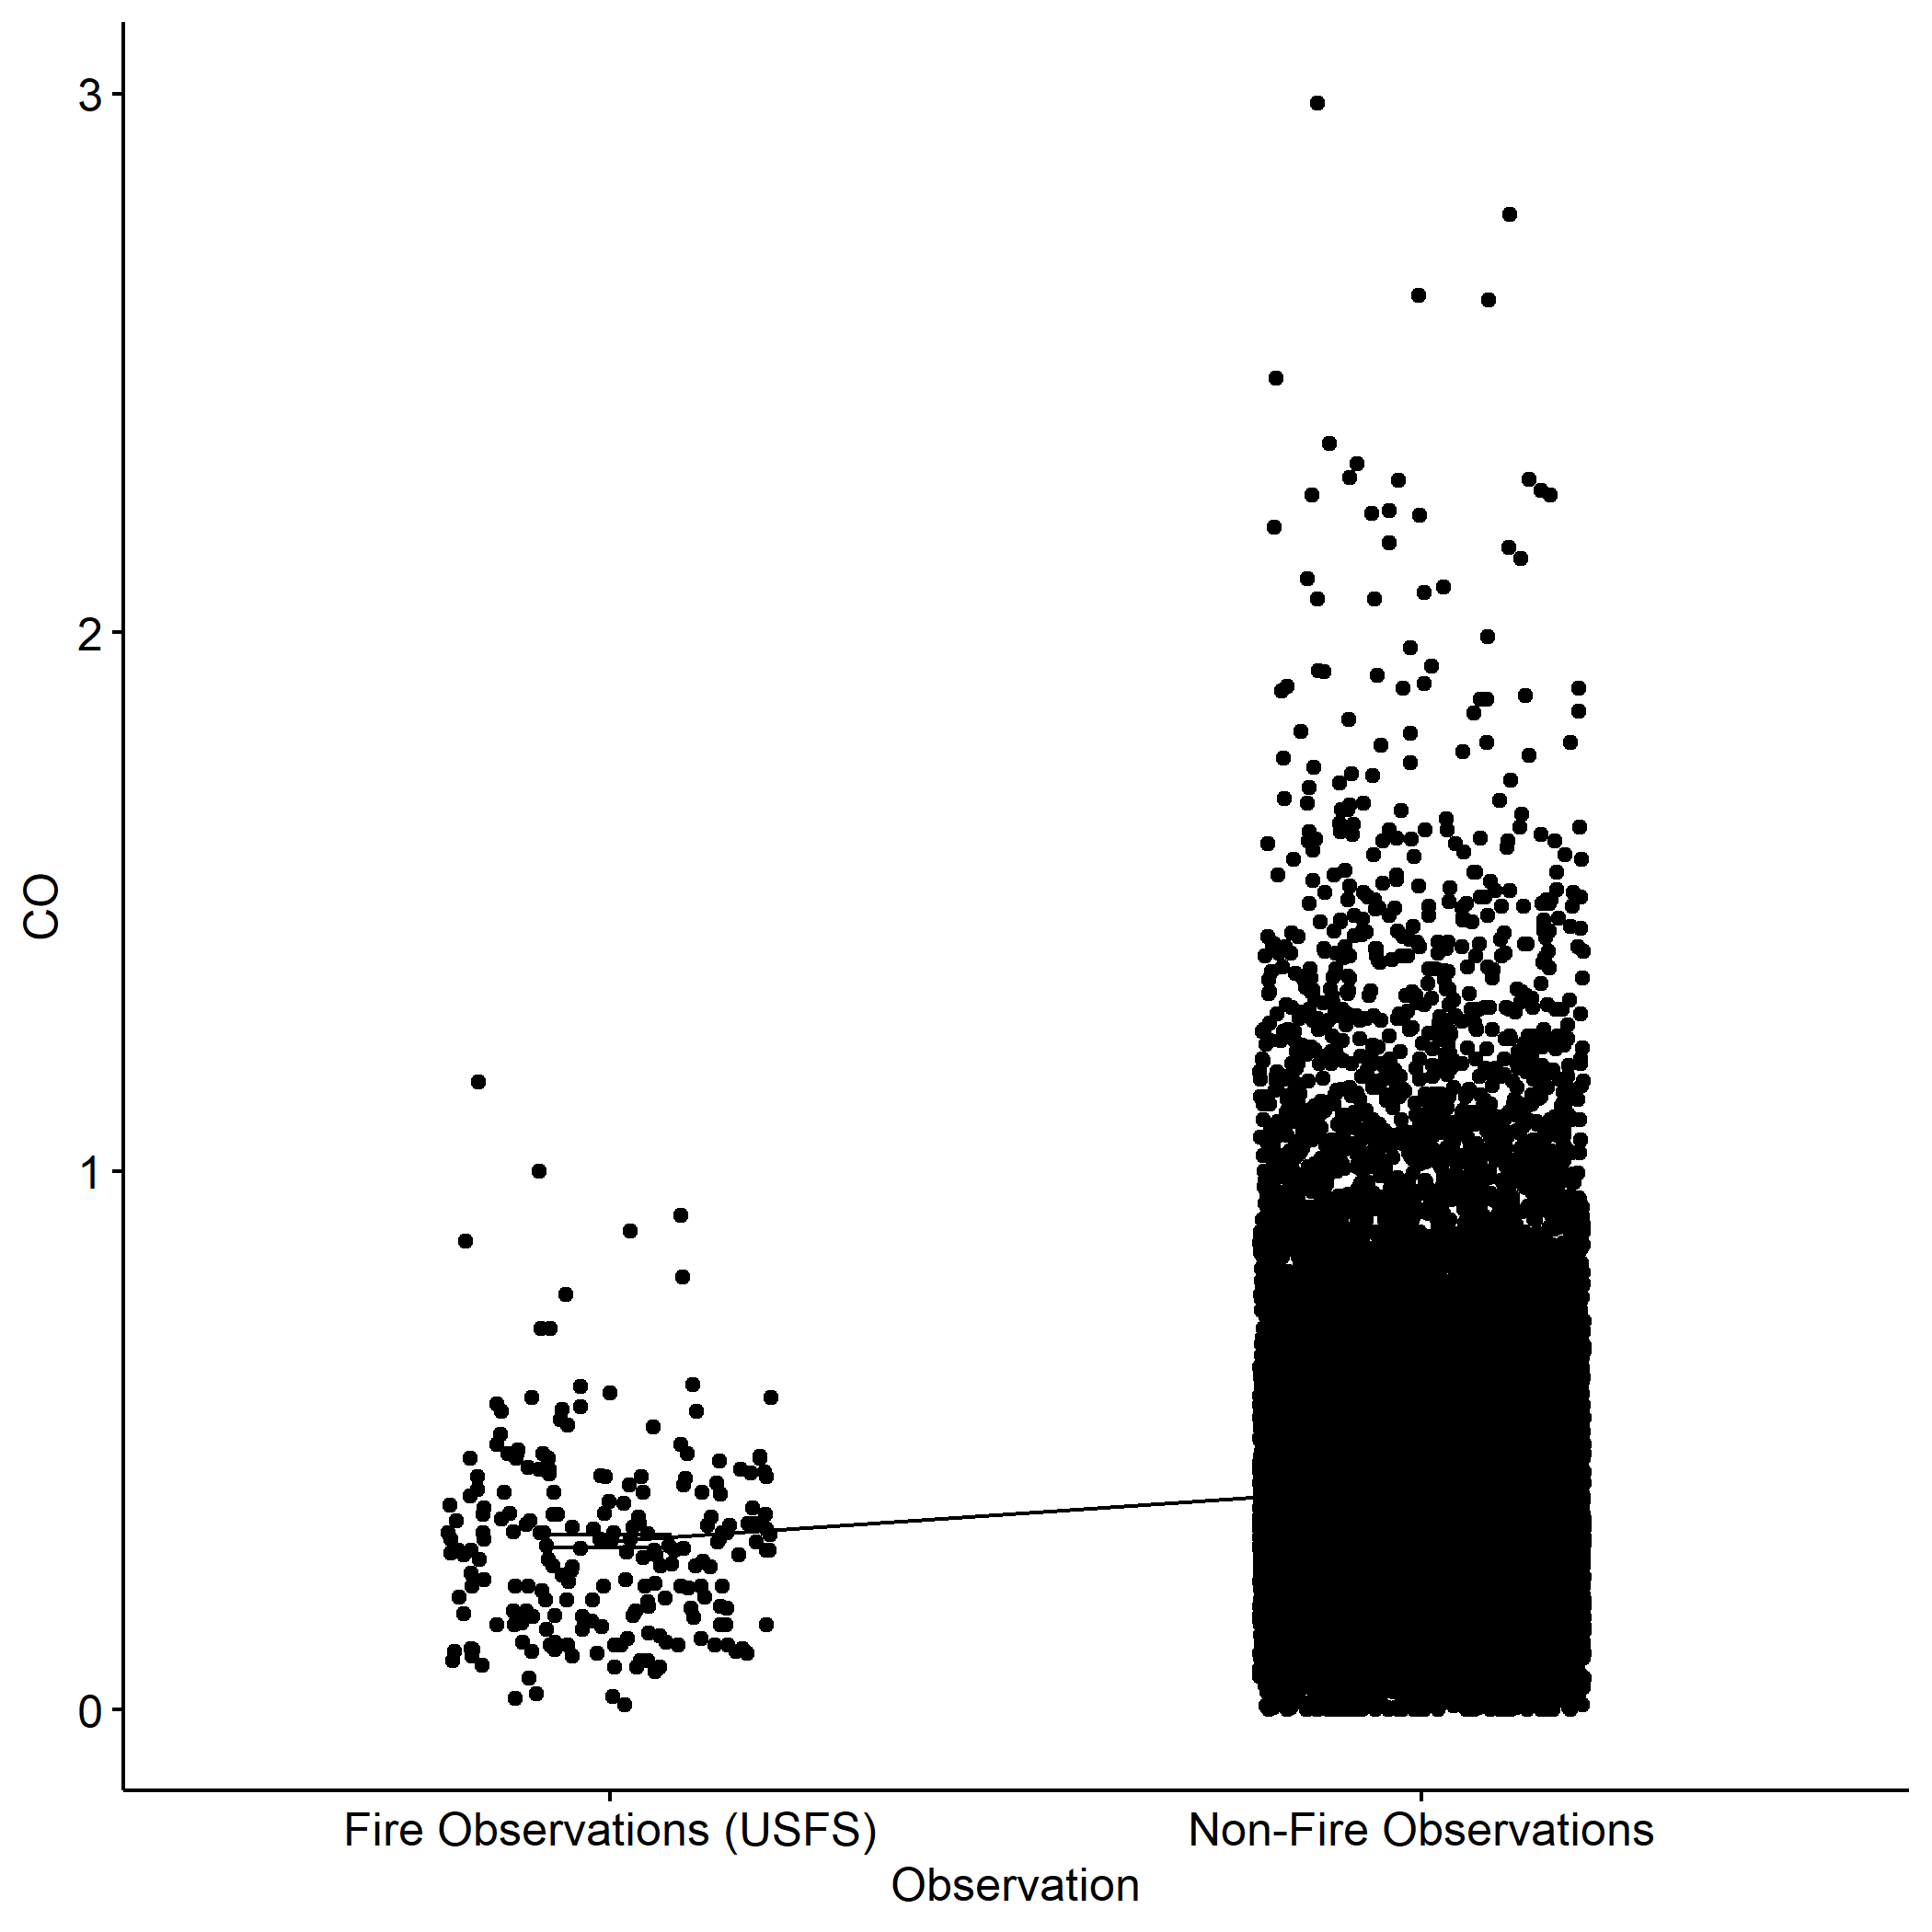 3
2
CO
1
0
Fire Observations (USFS)
Non-Fire Observations
Observation